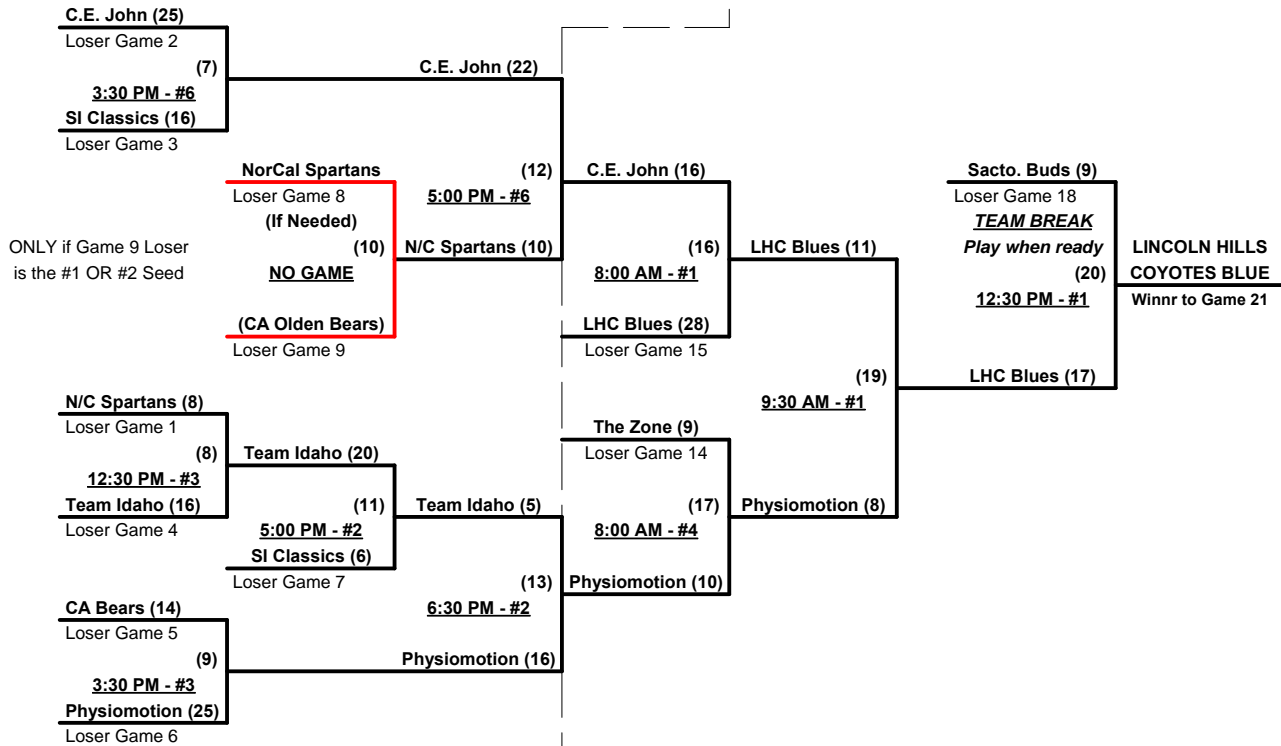 C.E. John (25)
Loser Game 2
(7)
3:30 PM - #6
SI Classics (16)
Loser Game 3
C.E. John (22)
NorCal Spartans
Loser Game 8
(If Needed)
(10)
NO GAME
(CA Olden Bears)
Loser Game 9
ONLY if Game 9 Loser
is the #1 OR #2 Seed
(12)
5:00 PM - #6
N/C Spartans (10)
C.E. John (16)
(16)
8:00 AM - #1
LHC Blues (28)
Loser Game 15
LHC Blues (11)
N/C Spartans (8)
Loser Game 1
(8)
12:30 PM - #3
Team Idaho (16)
Loser Game 4
Team Idaho (20)
(11)
5:00 PM - #2
SI Classics (6)
Loser Game 7
Team Idaho (5)
CA Bears (14)
Loser Game 5
(9)
3:30 PM - #3
Physiomotion (25)
Loser Game 6
(13)
6:30 PM - #2
Physiomotion (16)
The Zone (9)
Loser Game 14
(17)
8:00 AM - #4
Physiomotion (10)
Physiomotion (8)
(19)
9:30 AM - #1
Sacto. Buds (9)
Loser Game 18
TEAM BREAK
Play when ready
(20)
12:30 PM - #1
LHC Blues (17)
LINCOLN HILLS
COYOTES BLUE
Winnr to Game 21